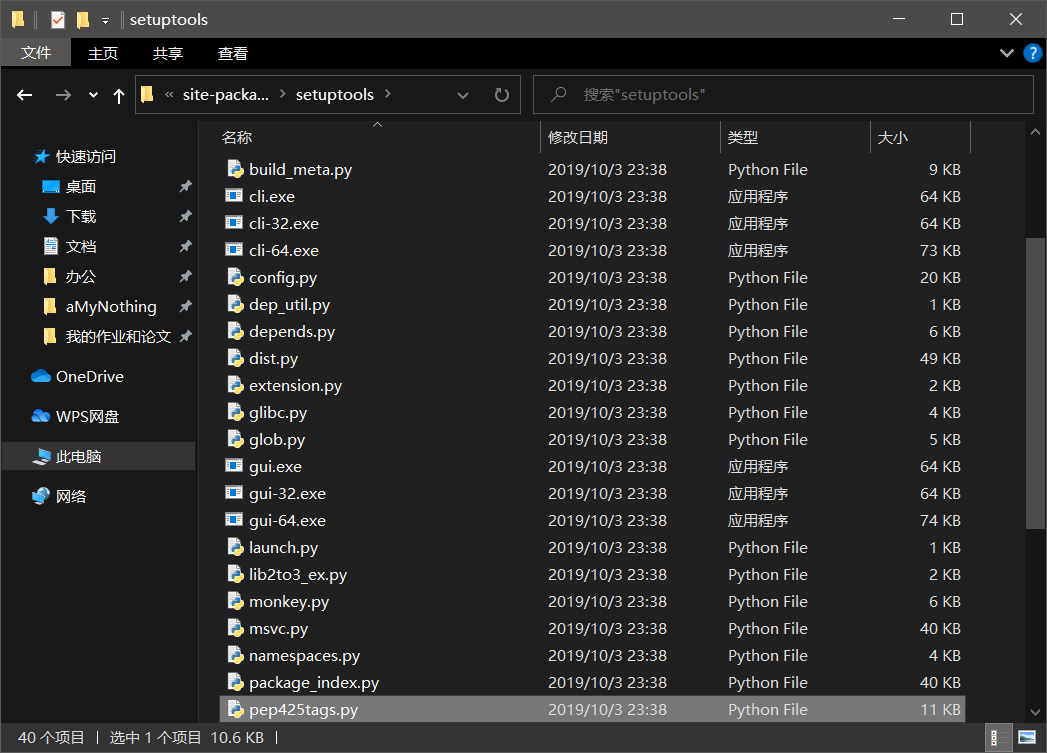 setuptools
文件 主页 共享 查看
« site-packa... › setuptools › 搜索"setuptools"
名称 修改日期 类型 大小
快速访问
桌面
下载
文档
办公
aMyNothing
我的作业和论文
OneDrive
WPS网盘
此电脑
网络
build_meta.py 2019/10/3 23:38 Python File 9 KB
cli.exe 2019/10/3 23:38 应用程序 64 KB
cli-32.exe 2019/10/3 23:38 应用程序 64 KB
cli-64.exe 2019/10/3 23:38 应用程序 73 KB
config.py 2019/10/3 23:38 Python File 20 KB
dep_util.py 2019/10/3 23:38 Python File 1 KB
depends.py 2019/10/3 23:38 Python File 6 KB
dist.py 2019/10/3 23:38 Python File 49 KB
extension.py 2019/10/3 23:38 Python File 2 KB
glibc.py 2019/10/3 23:38 Python File 4 KB
glob.py 2019/10/3 23:38 Python File 5 KB
gui.exe 2019/10/3 23:38 应用程序 64 KB
gui-32.exe 2019/10/3 23:38 应用程序 64 KB
gui-64.exe 2019/10/3 23:38 应用程序 74 KB
launch.py 2019/10/3 23:38 Python File 1 KB
lib2to3_ex.py 2019/10/3 23:38 Python File 2 KB
monkey.py 2019/10/3 23:38 Python File 6 KB
msvc.py 2019/10/3 23:38 Python File 40 KB
namespaces.py 2019/10/3 23:38 Python File 4 KB
package_index.py 2019/10/3 23:38 Python File 40 KB
pep425tags.py 2019/10/3 23:38 Python File 11 KB
40 个项目 选中 1 个项目 10.6 KB